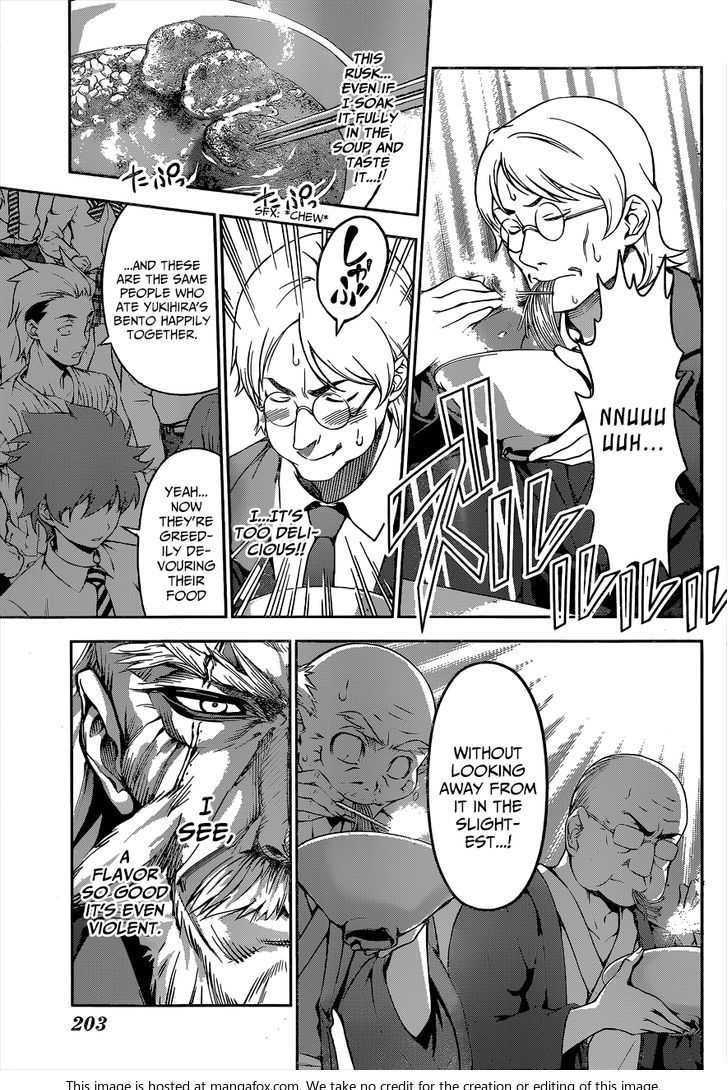 NNUUU
UUH...
ズルルルルル
THIS
RUSK...
EVEN IF
I SOAK
IT FULLY
IN THE
SOUP, AND
TASTE
IT...!
たぷっ
たぷっ
SFX: *CHEW*
しゃぶ!!
I...IT'S
TOO DELI-
CIOUS!!
...AND THESE
ARE THE SAME
PEOPLE WHO
ATE YUKIHIRA'S
BENTO HAPPILY
TOGETHER.
YEAH...
NOW
THEY'RE
GREED-
ILY DE-
VOURING
THEIR
FOOD
WITHOUT
LOOKING
AWAY FROM
IT IN THE
SLIGHT-
EST...!
I
SEE,
A
FLAVOR
SO GOOD
IT'S EVEN
VIOLENT.
203
This image is hosted at mangafox.com. We take no credit for the creation or editing of this image.